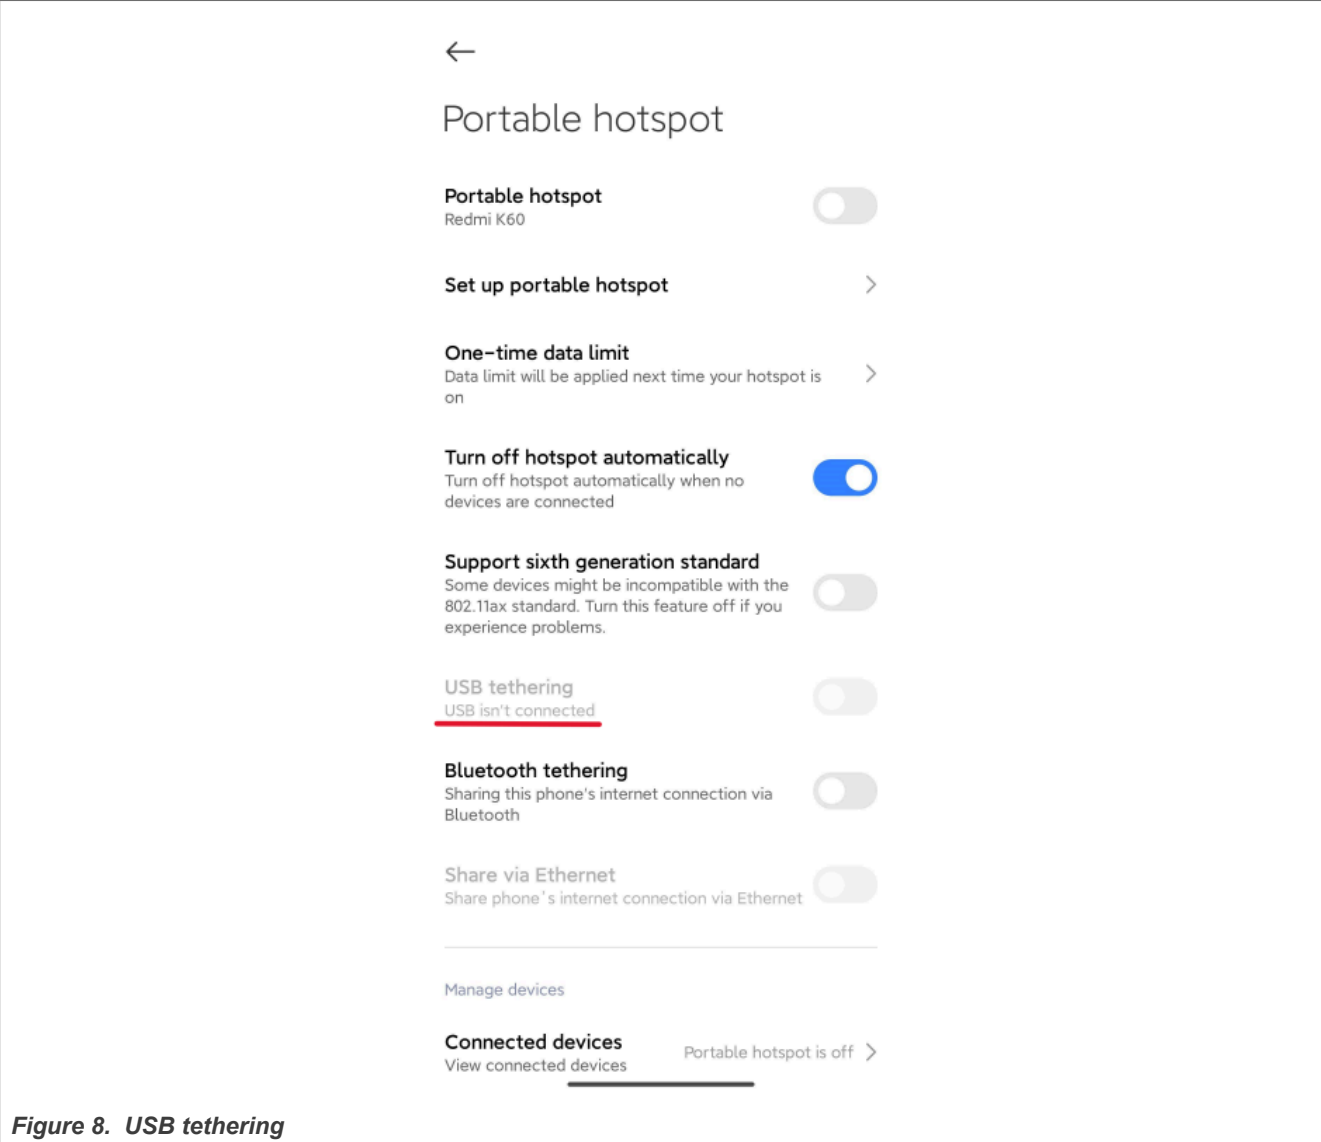 Portable hotspot
Portable hotspot
Redmi K60
Set up portable hotspot
One-time data limit
Data limit will be applied next time your hotspot is
on
Turn off hotspot automatically
Turn off hotspot automatically when no
devices are connected
Support sixth generation standard
Some devices might be incompatible with the
802.11ax standard. Turn this feature off if you
experience problems.
USB tethering
USB isn't connected
Bluetooth tethering
Sharing this phone's internet connection via
Bluetooth
Share via Ethernet
Share phone's internet connection via Ethernet
Manage devices
Connected devices
View connected devices
Portable hotspot is off
Figure 8. USB tethering